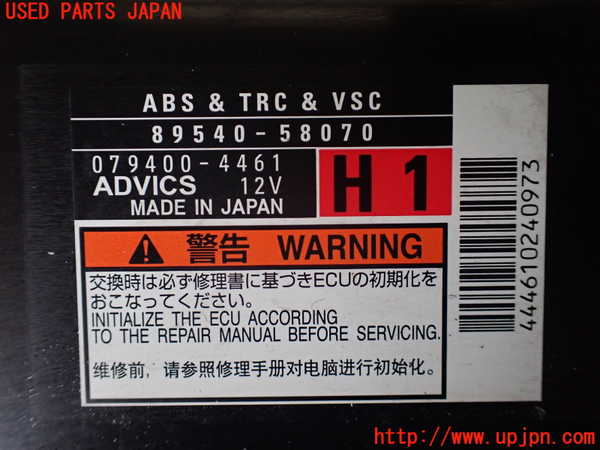 USED PARTS JAPAN
ABS & TRC & VSC
89540-58070
079400-4461
ADVICS 12V
MADE IN JAPAN
H1
警告 WARNING
交換時は必ず修理書に基づきECUの初期化を
おこなってください。
INITIALIZE THE ECU ACCORDING
TO THE REPAIR MANUAL BEFORE SERVICING.
维修前，请参照修理手册对电脑进行初始化。
444610240973
http://www.upjpn.com/